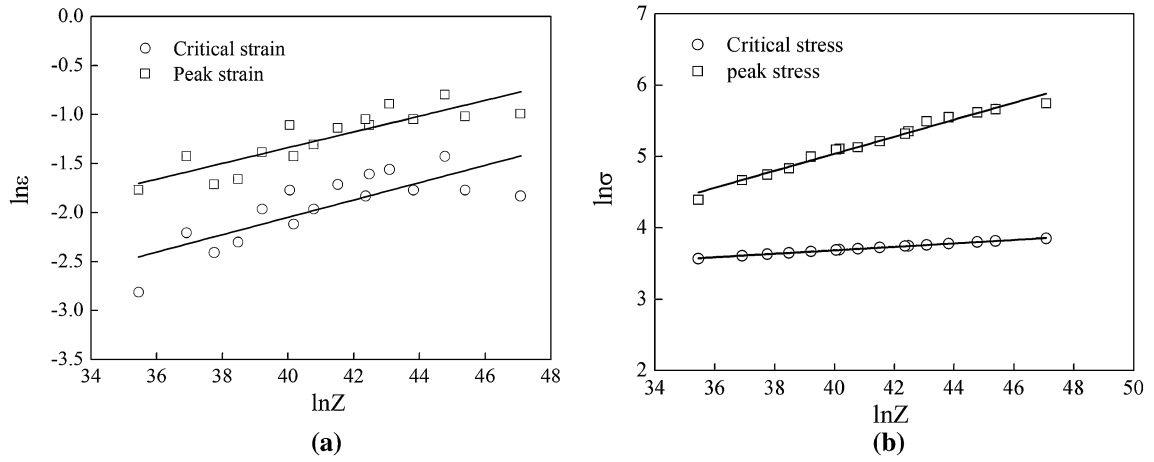 0.0
-0.5
-1.0
-1.5
-2.0
-2.5
-3.0
-3.5
lnε
Critical strain
Peak strain
34 36 38 40 42 44 46 48
lnZ
(a)
7
6
5
4
3
2
lnσ
Critical stress
peak stress
34 36 38 40 42 44 46 48 50
lnZ
(b)